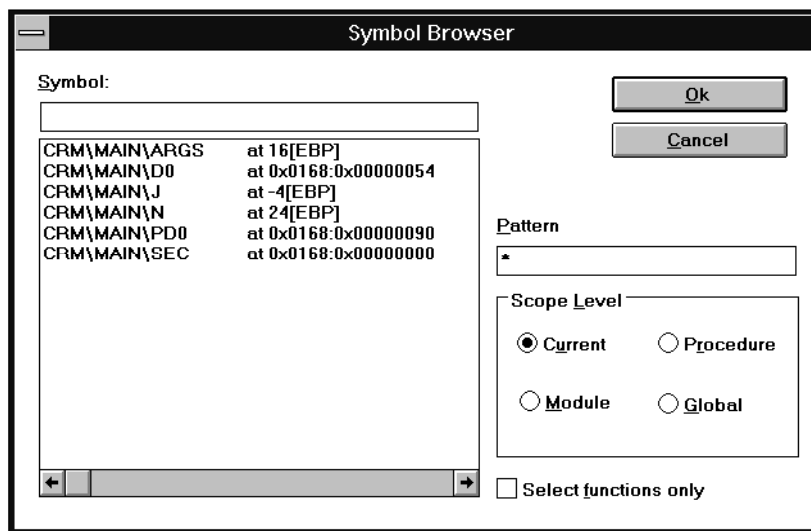 Symbol Browser
Symbol:
CRM\MAIN\ARGS at 16[EBP]
CRM\MAIN\D0 at 0x0168:0x00000054
CRM\MAIN\J at -4[EBP]
CRM\MAIN\N at 24[EBP]
CRM\MAIN\PD0 at 0x0168:0x00000090
CRM\MAIN\SEC at 0x0168:0x00000000
Ok
Cancel
Pattern
*
Scope Level
Current Procedure
Module Global
Select functions only